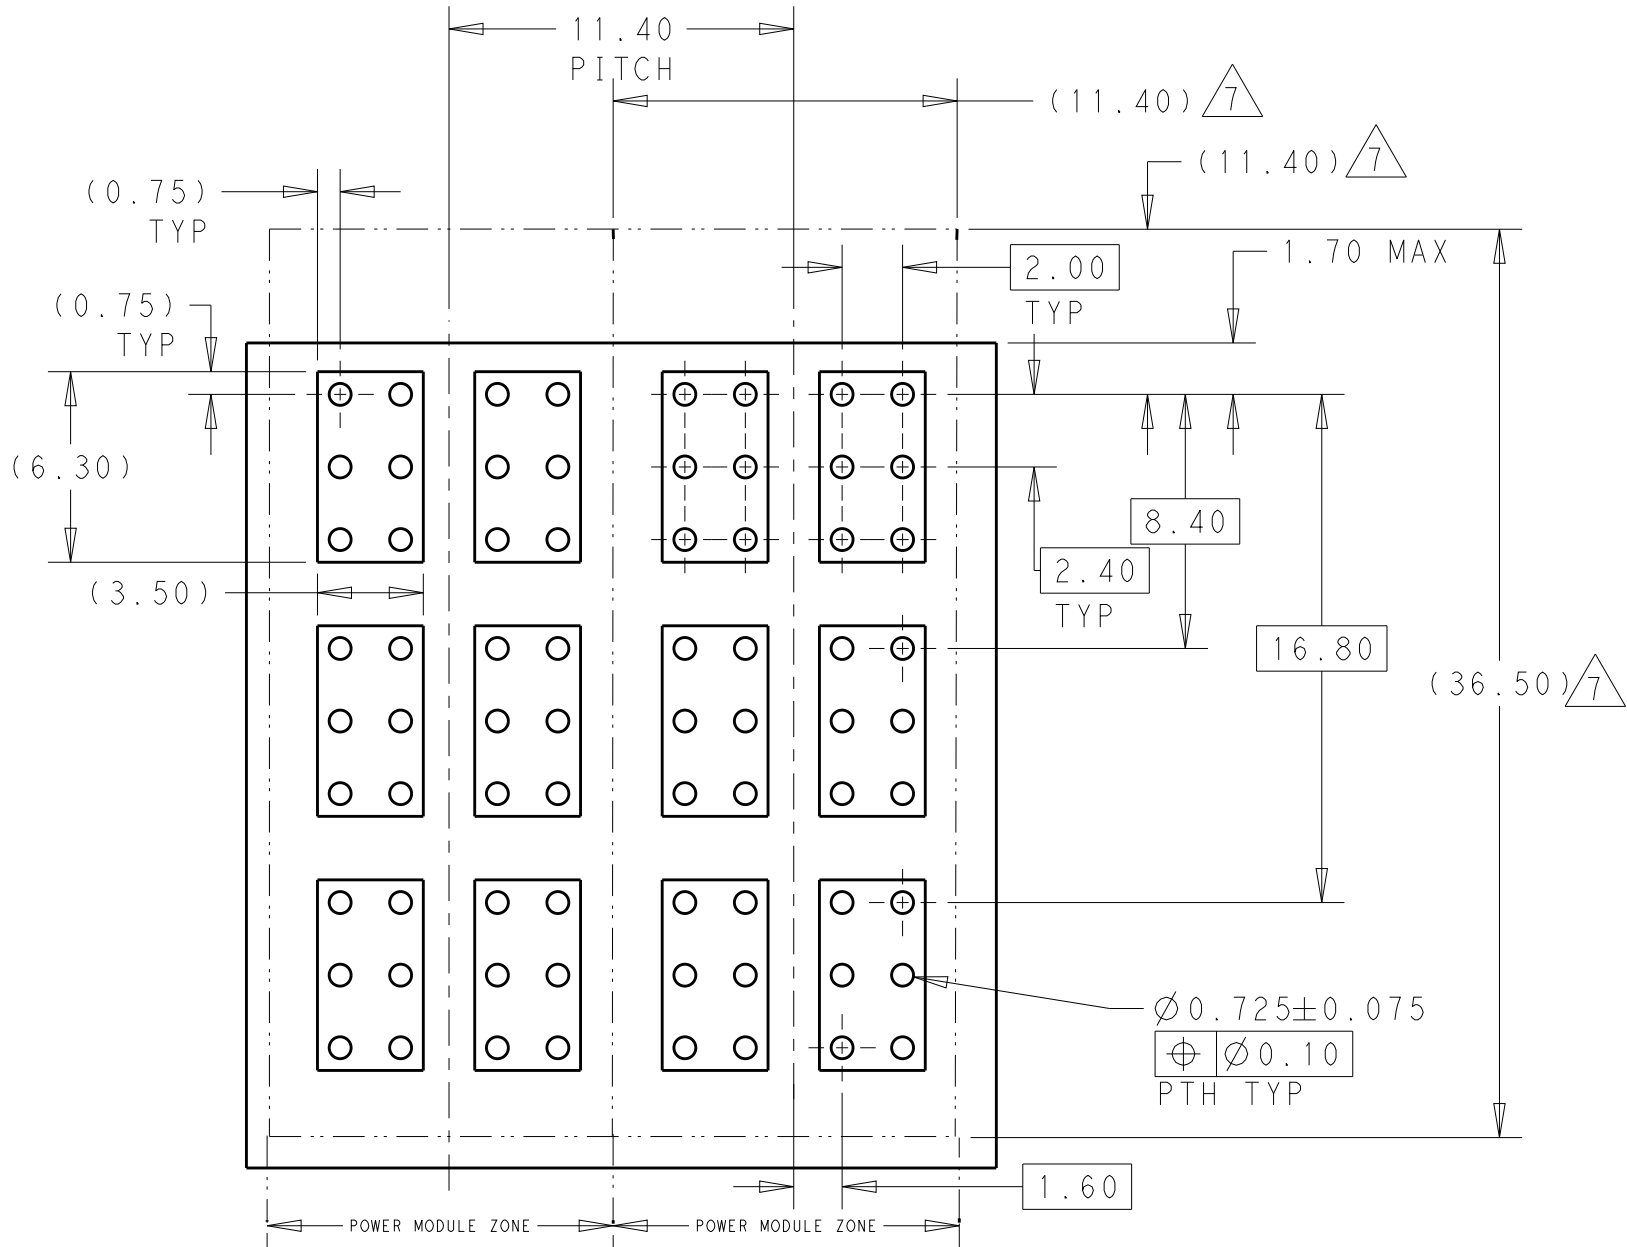 11.40
PITCH
(11.40) 7
(11.40) 7
(0.75)
TYP
1.70 MAX
2.00
TYP
(0.75)
TYP
(6.30)
8.40
2.40
TYP
(3.50)
16.80
(36.50) 7
Ø0.725±0.075
⌖ Ø0.10
PTH TYP
1.60
POWER MODULE ZONE
POWER MODULE ZONE